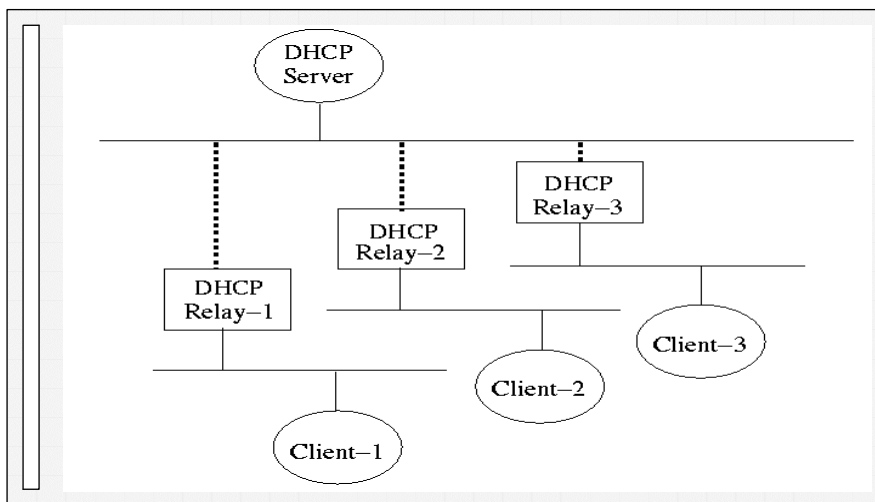 DHCP
Server
DHCP
Relay-3
DHCP
Relay-2
DHCP
Relay-1
Client-3
Client-2
Client-1